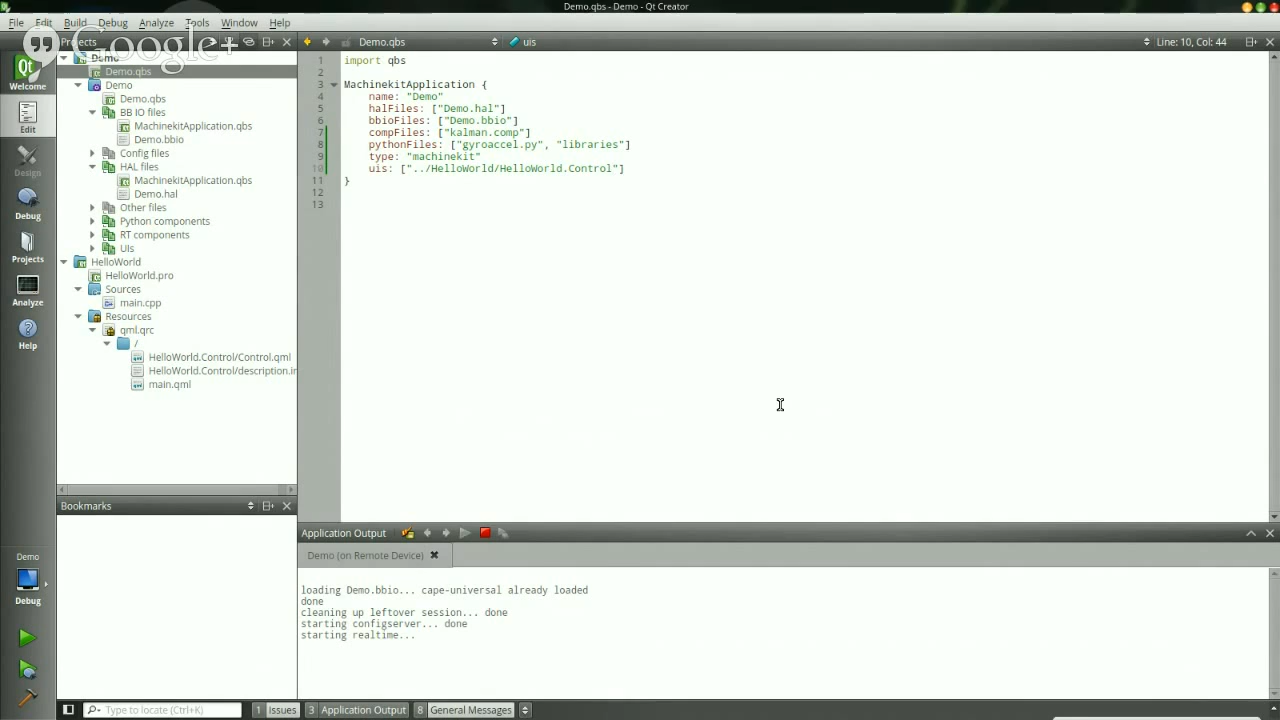 Demo.qbs - Demo - Qt Creator
File Edit Build Debug Analyze Tools Window Help
Google+
Projects
Demo.qbs
uis
Line: 10, Col: 44
Welcome
Edit
Design
Debug
Projects
Analyze
Help
Demo
Demo.qbs
Demo
Demo.qbs
BB IO files
MachinekitApplication.qbs
Demo.bbio
Config files
HAL files
MachinekitApplication.qbs
Demo.hal
Other files
Python components
RT components
UIs
HelloWorld
HelloWorld.pro
Sources
main.cpp
Resources
qml.qrc
/
HelloWorld.Control/Control.qml
HelloWorld.Control/description.in
main.qml
1 import qbs
2
3 MachinekitApplication {
4 name: "Demo"
5 halFiles: ["Demo.hal"]
6 bbioFiles: ["Demo.bbio"]
7 compFiles: ["kalman.comp"]
8 pythonFiles: ["gyroaccel.py", "libraries"]
9 type: "machinekit"
10 uis: ["../HelloWorld/HelloWorld.Control"]
11 }
12
13
Bookmarks
Application Output
Demo (on Remote Device)
loading Demo.bbio... cape-universal already loaded
done
cleaning up leftover session... done
starting configserver... done
starting realtime...
Demo
Debug
Type to locate (Ctrl+K)
1 Issues
3 Application Output
8 General Messages